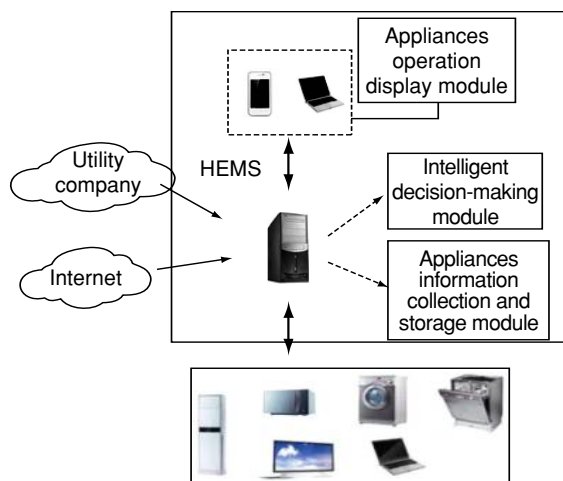 Appliances
operation
display module
Utility
company
HEMS
Intelligent
decision-making
module
Internet
Appliances
information
collection and
storage module